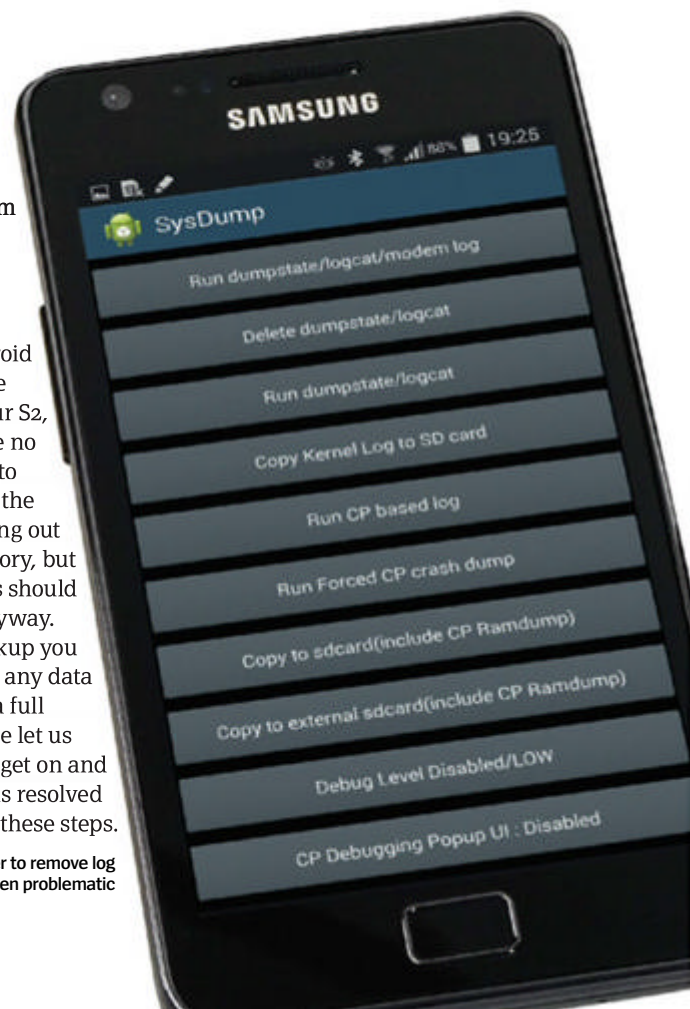 m
oid
e
ur S2,
e no
to
the
ng out
ory, but
s should
yway.
kup you
any data
a full
e let us
get on and
s resolved
these steps.
er to remove log
en problematic
SAMSUNG
88% 19:25
SysDump
Run dumpstate/logcat/modem log
Delete dumpstate/logcat
Run dumpstate/logcat
Copy Kernel Log to SD card
Run CP based log
Run Forced CP crash dump
Copy to sdcard(include CP Ramdump)
Copy to external sdcard(include CP Ramdump)
Debug Level Disabled/LOW
CP Debugging Popup UI : Disabled